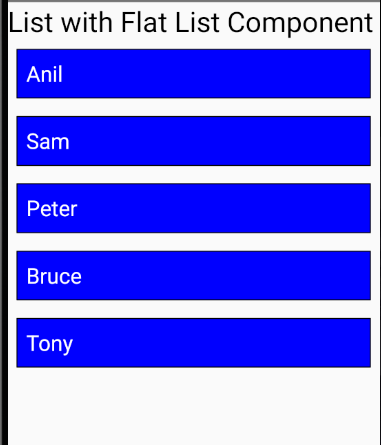 List with Flat List Component
Anil
Sam
Peter
Bruce
Tony